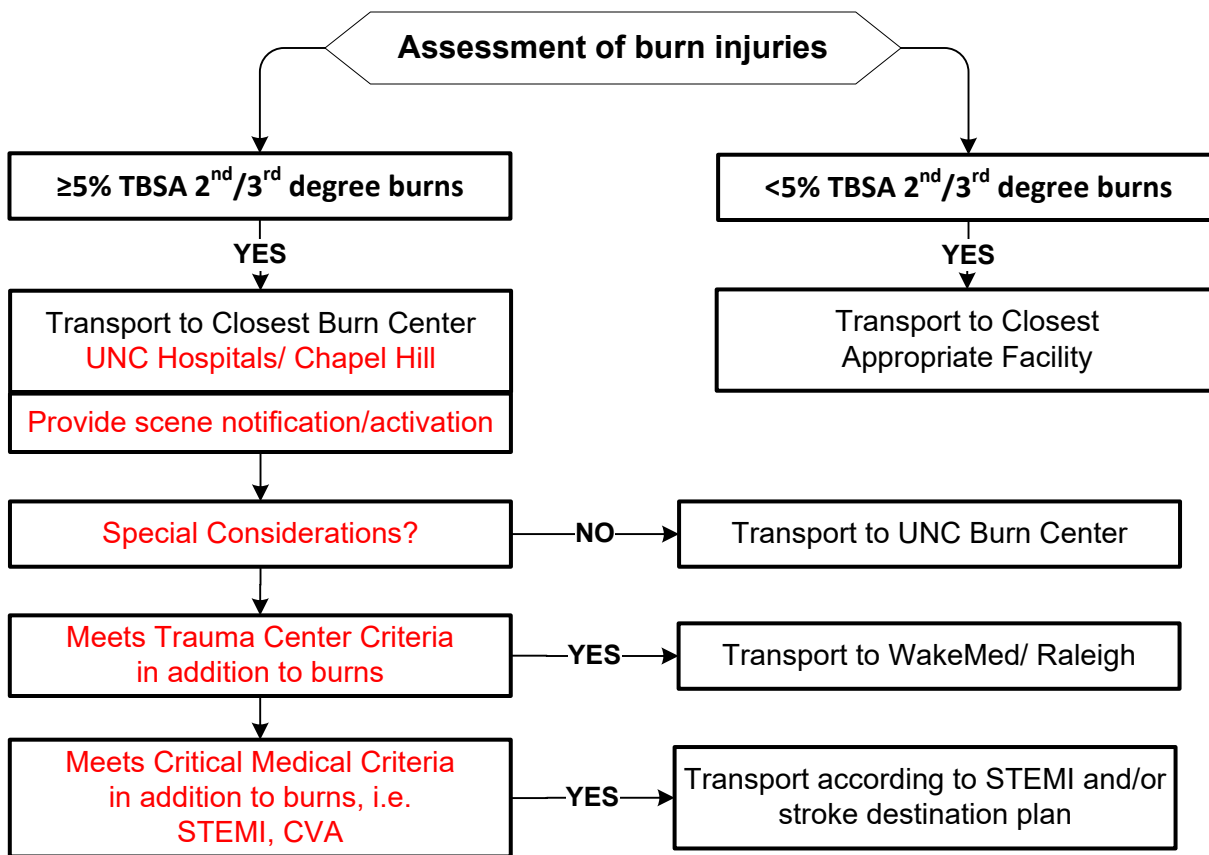 Assessment of burn injuries
≥5% TBSA 2nd/3rd degree burns
<5% TBSA 2nd/3rd degree burns
YES
YES
Transport to Closest Burn Center
UNC Hospitals/ Chapel Hill
Transport to Closest
Appropriate Facility
Provide scene notification/activation
Special Considerations?
NO
Transport to UNC Burn Center
Meets Trauma Center Criteria
in addition to burns
YES
Transport to WakeMed/ Raleigh
Meets Critical Medical Criteria
in addition to burns, i.e.
STEMI, CVA
YES
Transport according to STEMI and/or
stroke destination plan